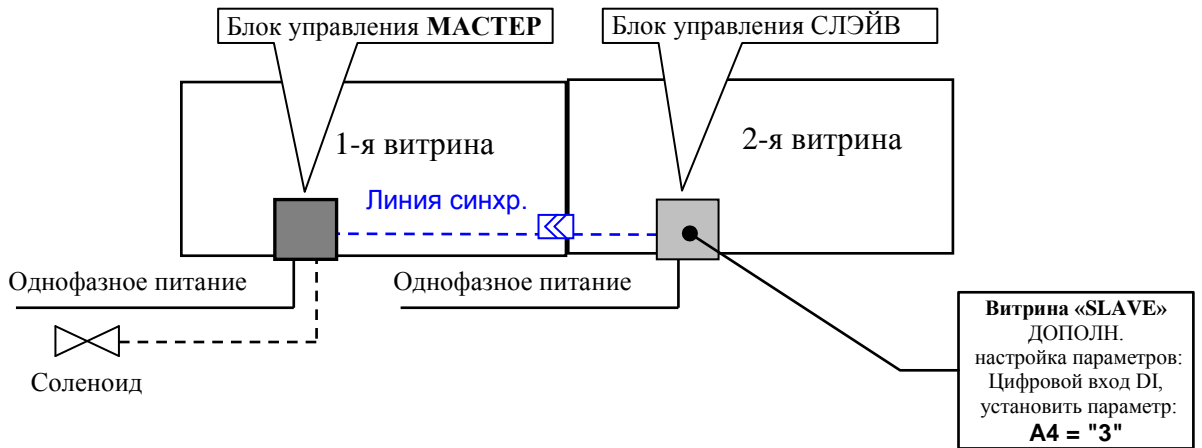 Блок управления МАСТЕР
Блок управления СЛЭЙВ
1-я витрина
2-я витрина
Линия синхр.
Однофазное питание
Однофазное питание
Соленоид
Витрина «SLAVE»
ДОПОЛН.
настройка параметров:
Цифровой вход DI,
установить параметр:
A4 = "3"